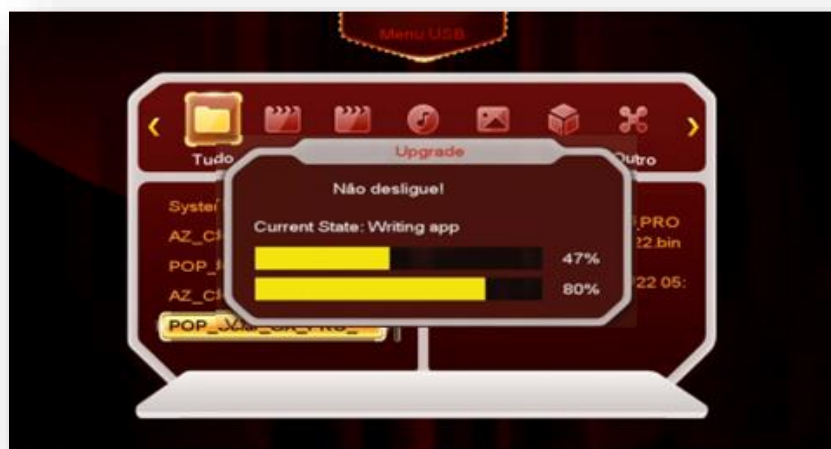 Menu USB
Tudo
Outro
Upgrade
Não desligue!
Current State: Writing app
47%
80%
AZ_C
POP_
AZ_C
_PRO
22.bin
22 05: